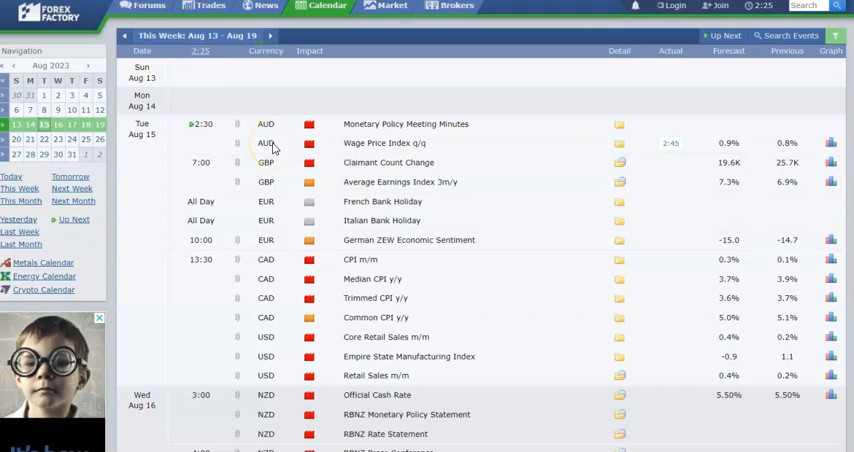 FOREX FACTORY
Forums Trades News Calendar Market Brokers Login Join 2:25 Search
This Week: Aug 13 - Aug 19 Up Next Search Events
Navigation
Aug 2023
S M T W T F S
30 31 1 2 3 4 5
6 7 8 9 10 11 12
13 14 15 16 17 18 19
20 21 22 23 24 25 26
27 28 29 30 31 1 2
Today Tomorrow
This Week Next Week
This Month Next Month
Yesterday Up Next
Last Week
Last Month
Metals Calendar
Energy Calendar
Crypto Calendar
Date 2:25 Currency Impact Detail Actual Forecast Previous Graph
Sun
Aug 13
Mon
Aug 14
Tue
Aug 15
2:30 AUD Monetary Policy Meeting Minutes
AUD Wage Price Index q/q 2:45 0.9% 0.8%
7:00 GBP Claimant Count Change 19.6K 25.7K
GBP Average Earnings Index 3m/y 7.3% 6.9%
All Day EUR French Bank Holiday
All Day EUR Italian Bank Holiday
10:00 EUR German ZEW Economic Sentiment -15.0 -14.7
13:30 CAD CPI m/m 0.3% 0.1%
CAD Median CPI y/y 3.7% 3.9%
CAD Trimmed CPI y/y 3.6% 3.7%
CAD Common CPI y/y 5.0% 5.1%
USD Core Retail Sales m/m 0.4% 0.2%
USD Empire State Manufacturing Index -0.9 1.1
USD Retail Sales m/m 0.4% 0.2%
Wed
Aug 16
3:00 NZD Official Cash Rate 5.50% 5.50%
NZD RBNZ Monetary Policy Statement
NZD RBNZ Rate Statement